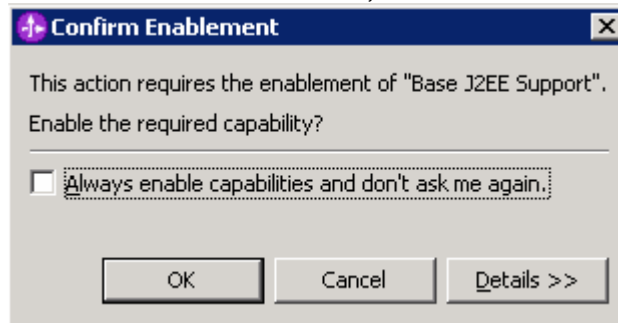 Confirm Enablement
This action requires the enablement of "Base J2EE Support".
Enable the required capability?
Always enable capabilities and don't ask me again.
OK Cancel Details >>